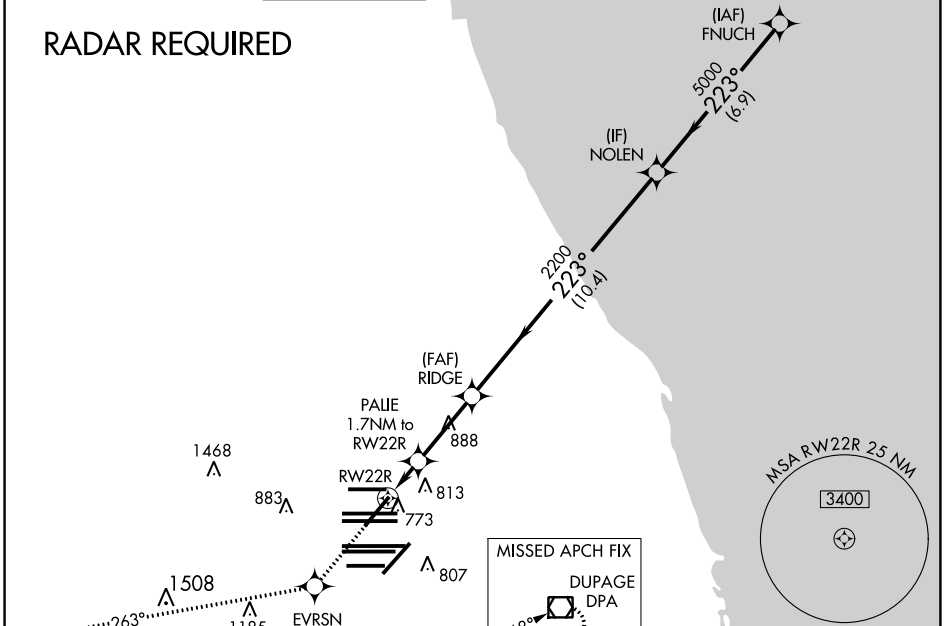 RADAR REQUIRED
(IAF)
FNUCH
5000
223°
(6.9)
(IF)
NOLEN
2200
223°
(10.4)
(FAF)
RIDGE
PALIE
1.7NM to
RW22R
888
1468
RW22R
813
883
773
MSA RW22R 25 NM
3400
807
MISSED APCH FIX
DUPAGE
DPA
1508
263°
EVRSN